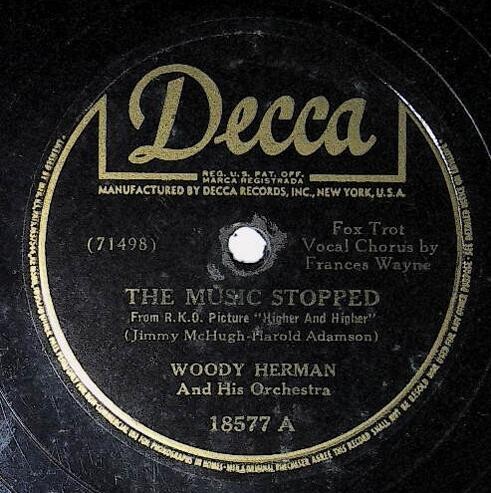 Decca
REG. U.S. PAT. OFF.
MARCA REGISTRADA
MANUFACTURED BY DECCA RECORDS, INC., NEW YORK, U.S.A.
(71498)
Fox Trot
Vocal Chorus by
Frances Wayne
THE MUSIC STOPPED
From R.K.O. Picture "Higher And Higher"
(Jimmy McHugh-Harold Adamson)
WOODY HERMAN
And His Orchestra
18577 A